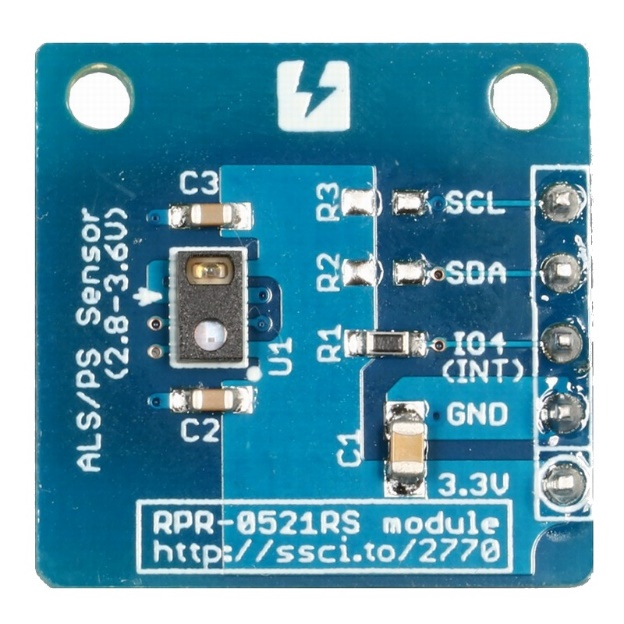 C3
R3
SCL
ALS/PS Sensor
(2.8-3.6V)
R2
SDA
R1
IO4
(INT)
U1
C2
GND
C1
3.3V
RPR-0521RS module
http://ssci.to/2770